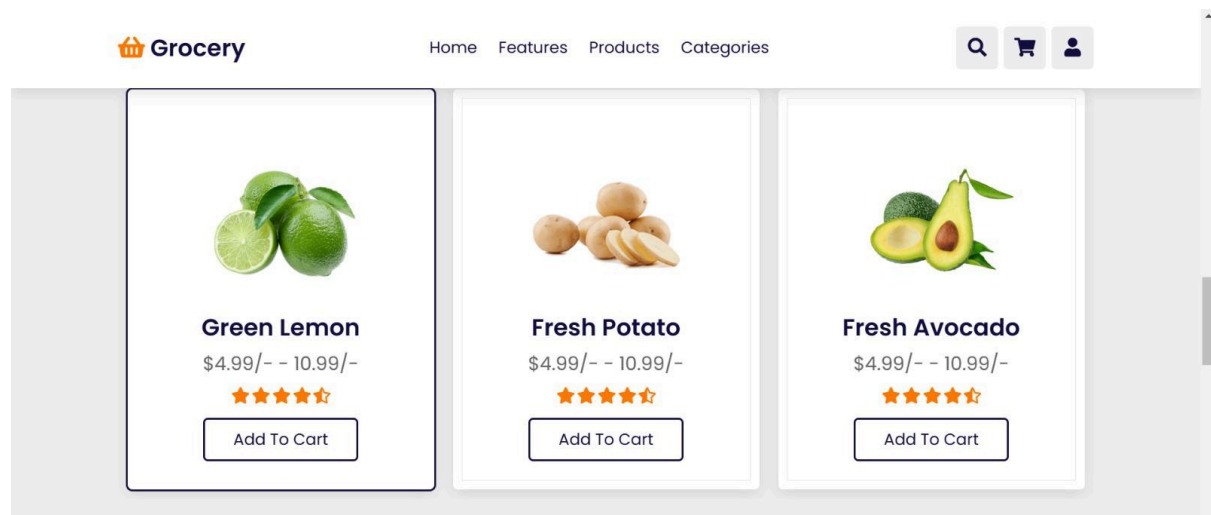 Grocery
Home Features Products Categories
Green Lemon
$4.99/- - 10.99/-
Add To Cart
Fresh Potato
$4.99/- - 10.99/-
Add To Cart
Fresh Avocado
$4.99/- - 10.99/-
Add To Cart